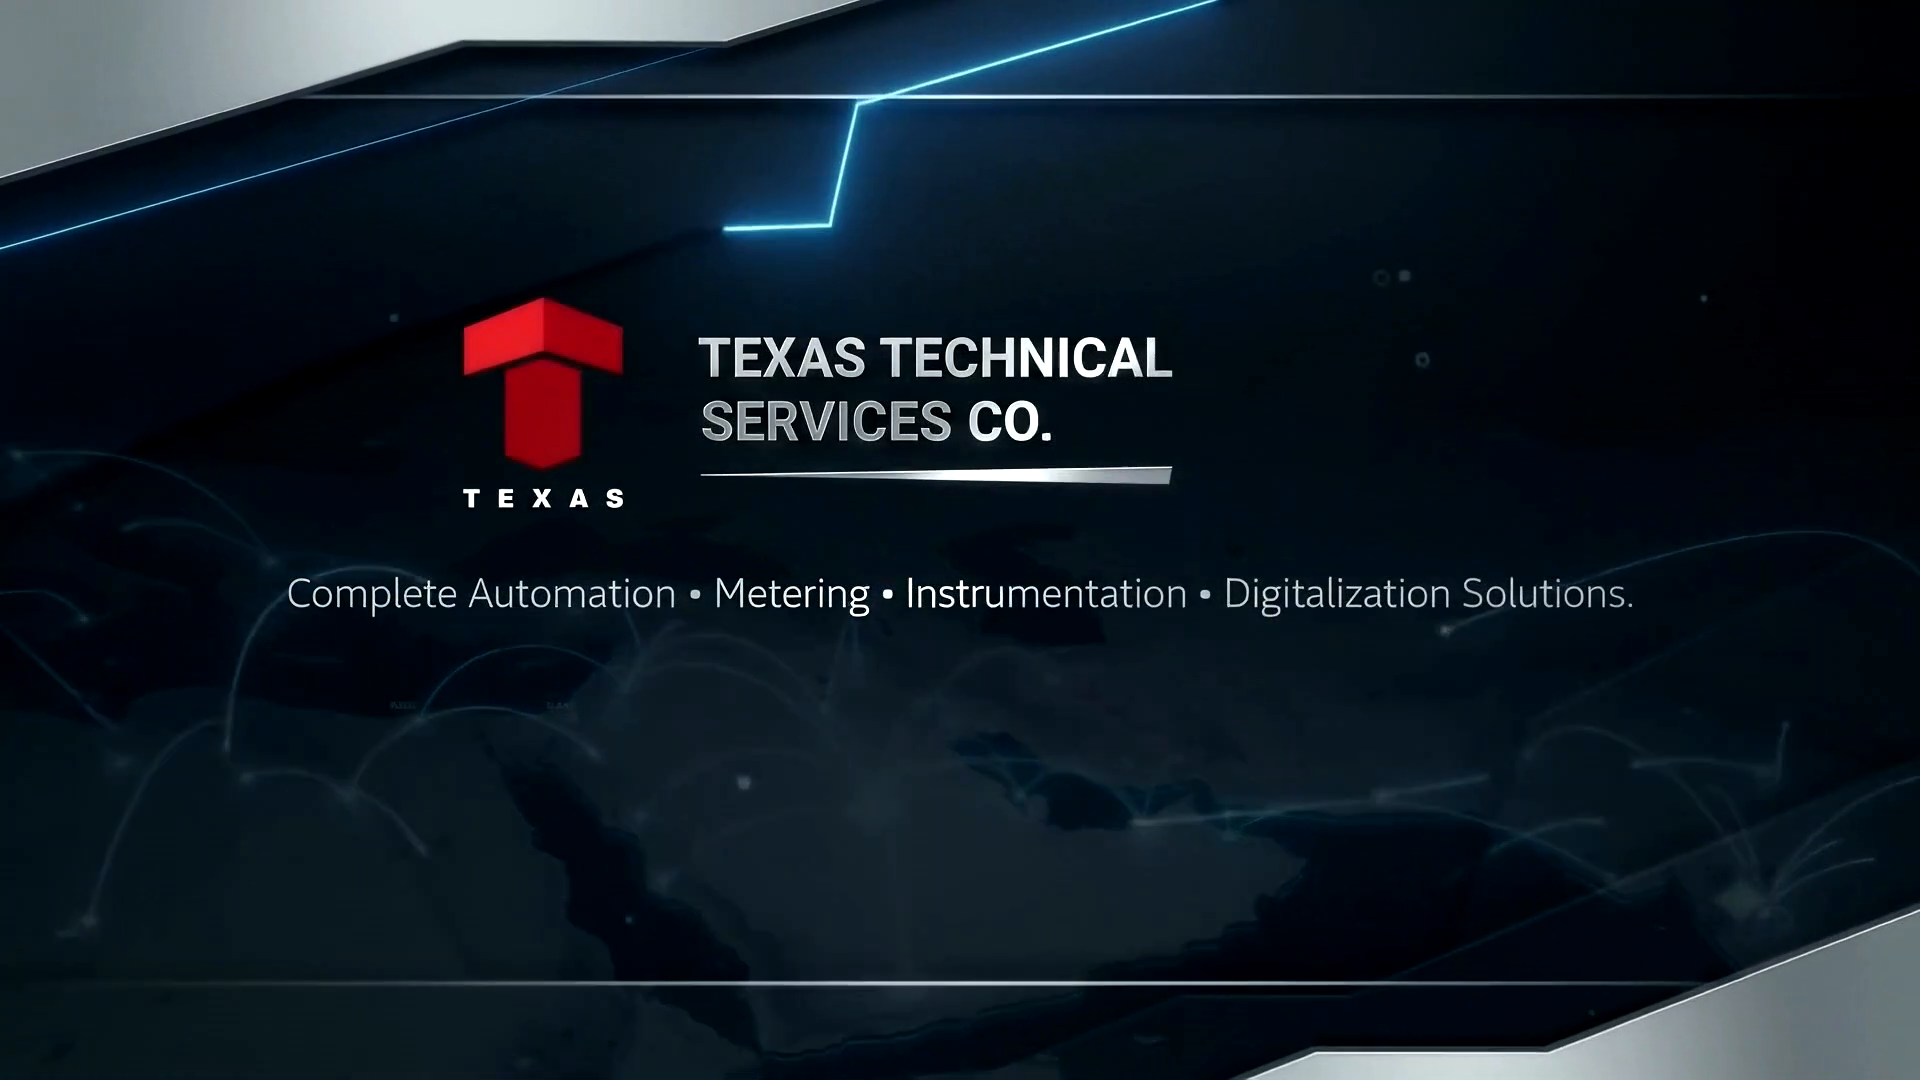 TEXAS TECHNICAL
SERVICES CO.
TEXAS
Complete Automation • Metering • Instrumentation • Digitalization Solutions.